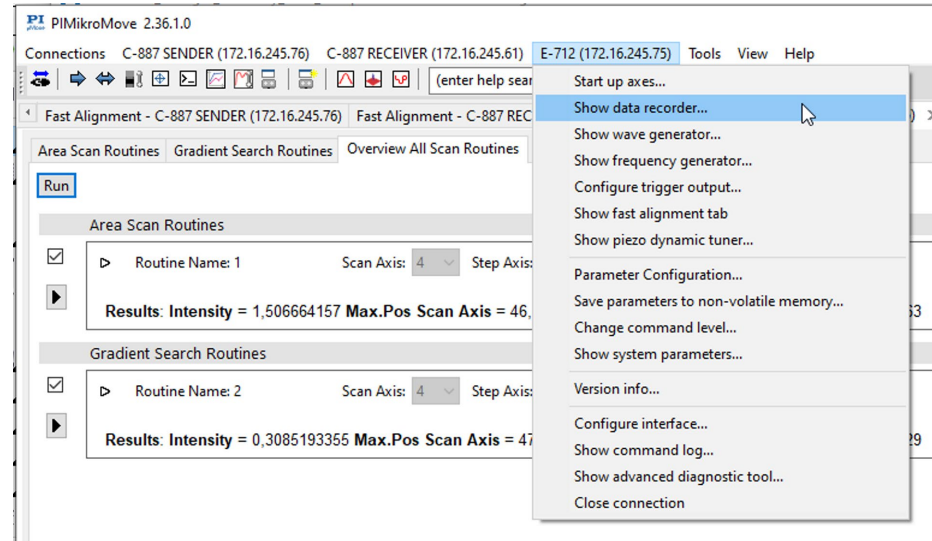 PI PIMikroMove 2.36.1.0
Connections C-887 SENDER (172.16.245.76) C-887 RECEIVER (172.16.245.61) E-712 (172.16.245.75) Tools View Help
(enter help sear
Fast Alignment - C-887 SENDER (172.16.245.76) Fast Alignment - C-887 REC
Area Scan Routines Gradient Search Routines Overview All Scan Routines
Run
Area Scan Routines
Routine Name: 1 Scan Axis: 4 Step Axis:
Results: Intensity = 1,506664157 Max.Pos Scan Axis = 46, 63
Gradient Search Routines
Routine Name: 2 Scan Axis: 4 Step Axis:
Results: Intensity = 0,3085193355 Max.Pos Scan Axis = 47 29
Start up axes...
Show data recorder...
Show wave generator...
Show frequency generator...
Configure trigger output...
Show fast alignment tab
Show piezo dynamic tuner...
Parameter Configuration...
Save parameters to non-volatile memory...
Change command level...
Show system parameters...
Version info...
Configure interface...
Show command log...
Show advanced diagnostic tool...
Close connection